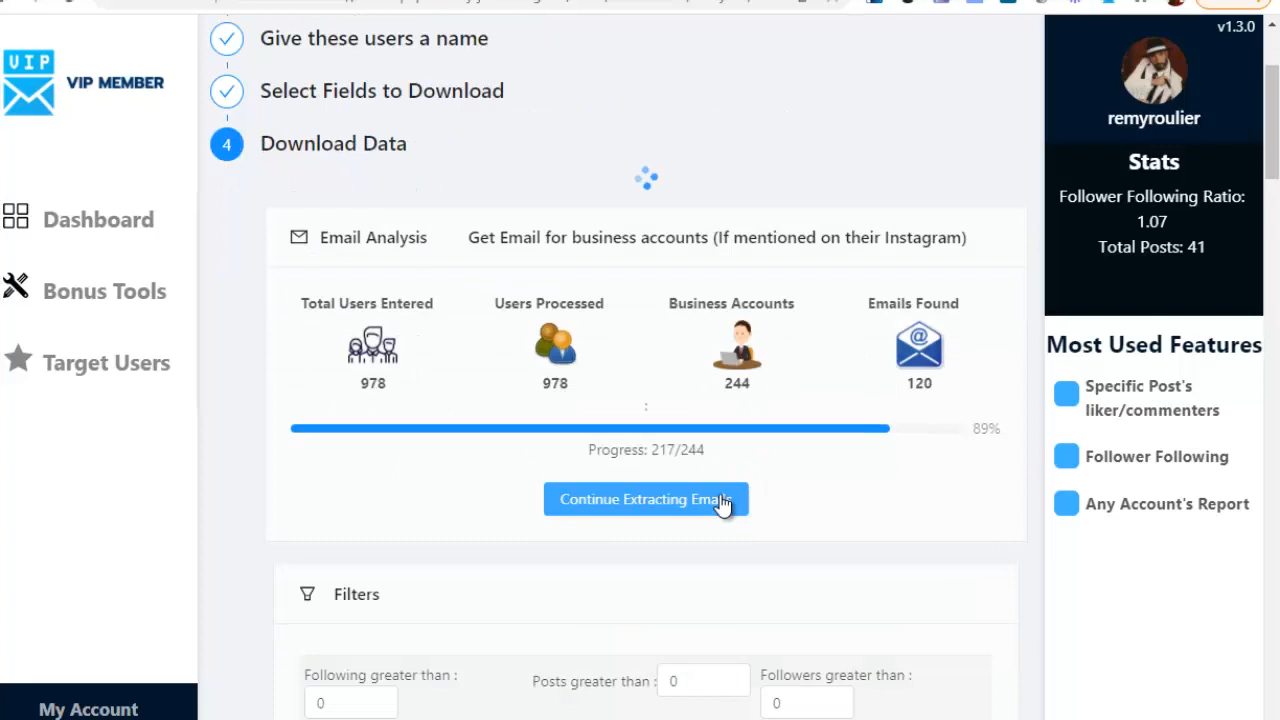 v1.3.0
VIP
VIP MEMBER
Dashboard
Bonus Tools
Target Users
My Account
Give these users a name
Select Fields to Download
4
Download Data
Email Analysis
Get Email for business accounts (If mentioned on their Instagram)
Total Users Entered
Users Processed
Business Accounts
Emails Found
978
978
244
120
:
89%
Progress: 217/244
Continue Extracting Emails
Filters
Following greater than :
0
Posts greater than :
0
Followers greater than :
0
remyroulier
Stats
Follower Following Ratio:
1.07
Total Posts: 41
Most Used Features
Specific Post's
liker/commenters
Follower Following
Any Account's Report